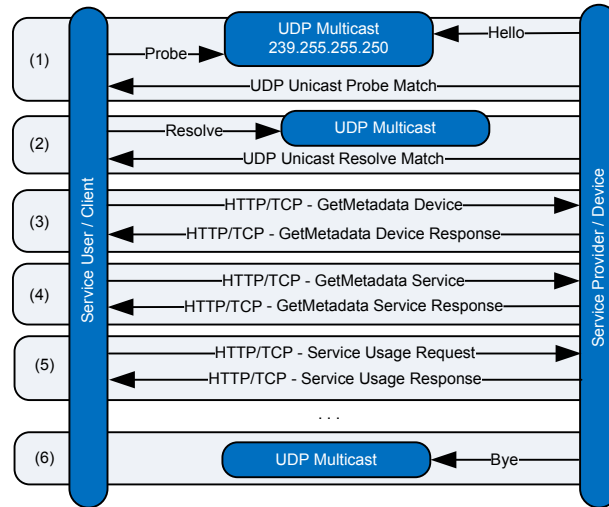 UDP Multicast
239.255.255.250
Hello
(1)
Probe
UDP Unicast Probe Match
Resolve
UDP Multicast
(2)
UDP Unicast Resolve Match
HTTP/TCP - GetMetadata Device
(3)
HTTP/TCP - GetMetadata Device Response
HTTP/TCP - GetMetadata Service
(4)
HTTP/TCP - GetMetadata Service Response
HTTP/TCP - Service Usage Request
(5)
HTTP/TCP - Service Usage Response
. . .
(6)
UDP Multicast
Bye
Service User / Client
Service Provider / Device